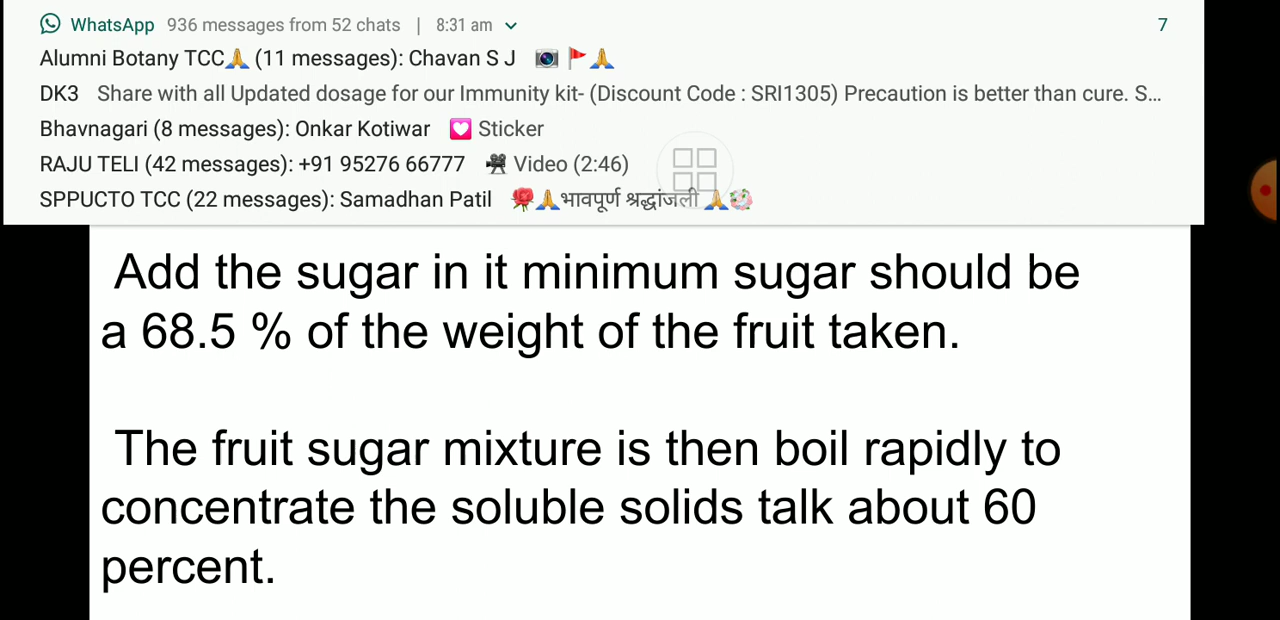 WhatsApp 936 messages from 52 chats | 8:31 am 7
Alumni Botany TCC🙏 (11 messages): Chavan S J 📷 🚩🙏
DK3 Share with all Updated dosage for our Immunity kit- (Discount Code : SRI1305) Precaution is better than cure. S…
Bhavnagari (8 messages): Onkar Kotiwar 💟 Sticker
RAJU TELI (42 messages): +91 95276 66777 🎥 Video (2:46)
SPPUCTO TCC (22 messages): Samadhan Patil 🌹🙏भावपूर्ण श्रद्धांजली 🙏💐
Add the sugar in it minimum sugar should be
a 68.5 % of the weight of the fruit taken.
The fruit sugar mixture is then boil rapidly to
concentrate the soluble solids talk about 60
percent.